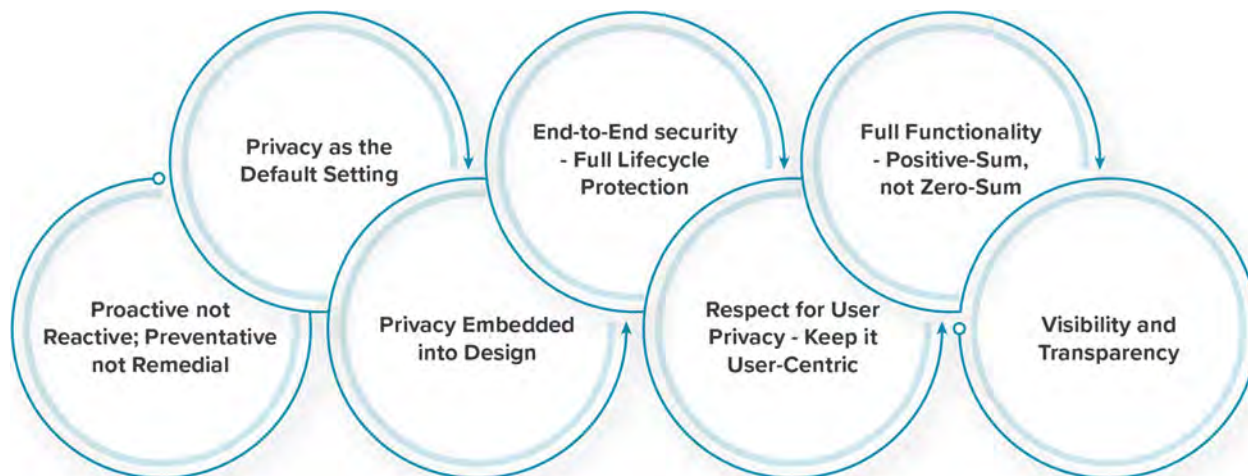 Proactive not
Reactive; Preventative
not Remedial
Privacy as the
Default Setting
Privacy Embedded
into Design
End-to-End security
- Full Lifecycle
Protection
Respect for User
Privacy - Keep it
User-Centric
Full Functionality
- Positive-Sum,
not Zero-Sum
Visibility and
Transparency